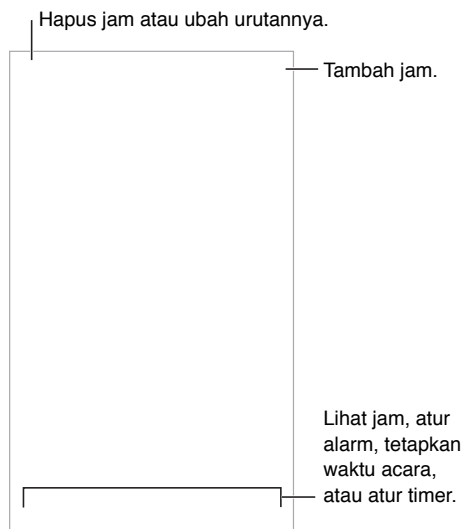 Hapus jam atau ubah urutannya.
Tambah jam.
Lihat jam, atur
alarm, tetapkan
waktu acara,
atau atur timer.